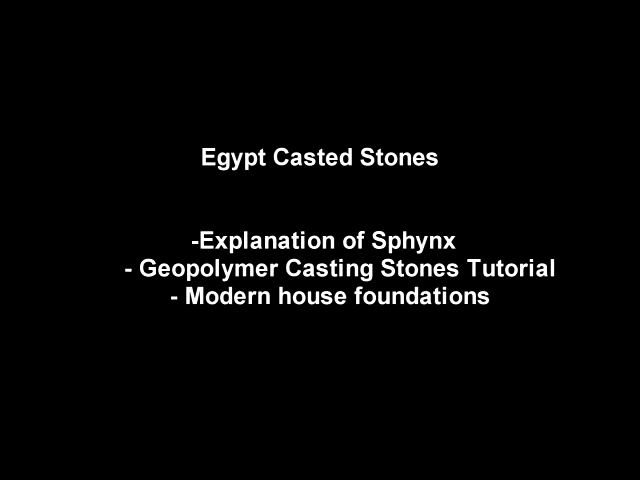 Egypt Casted Stones
-Explanation of Sphynx
- Geopolymer Casting Stones Tutorial
- Modern house foundations